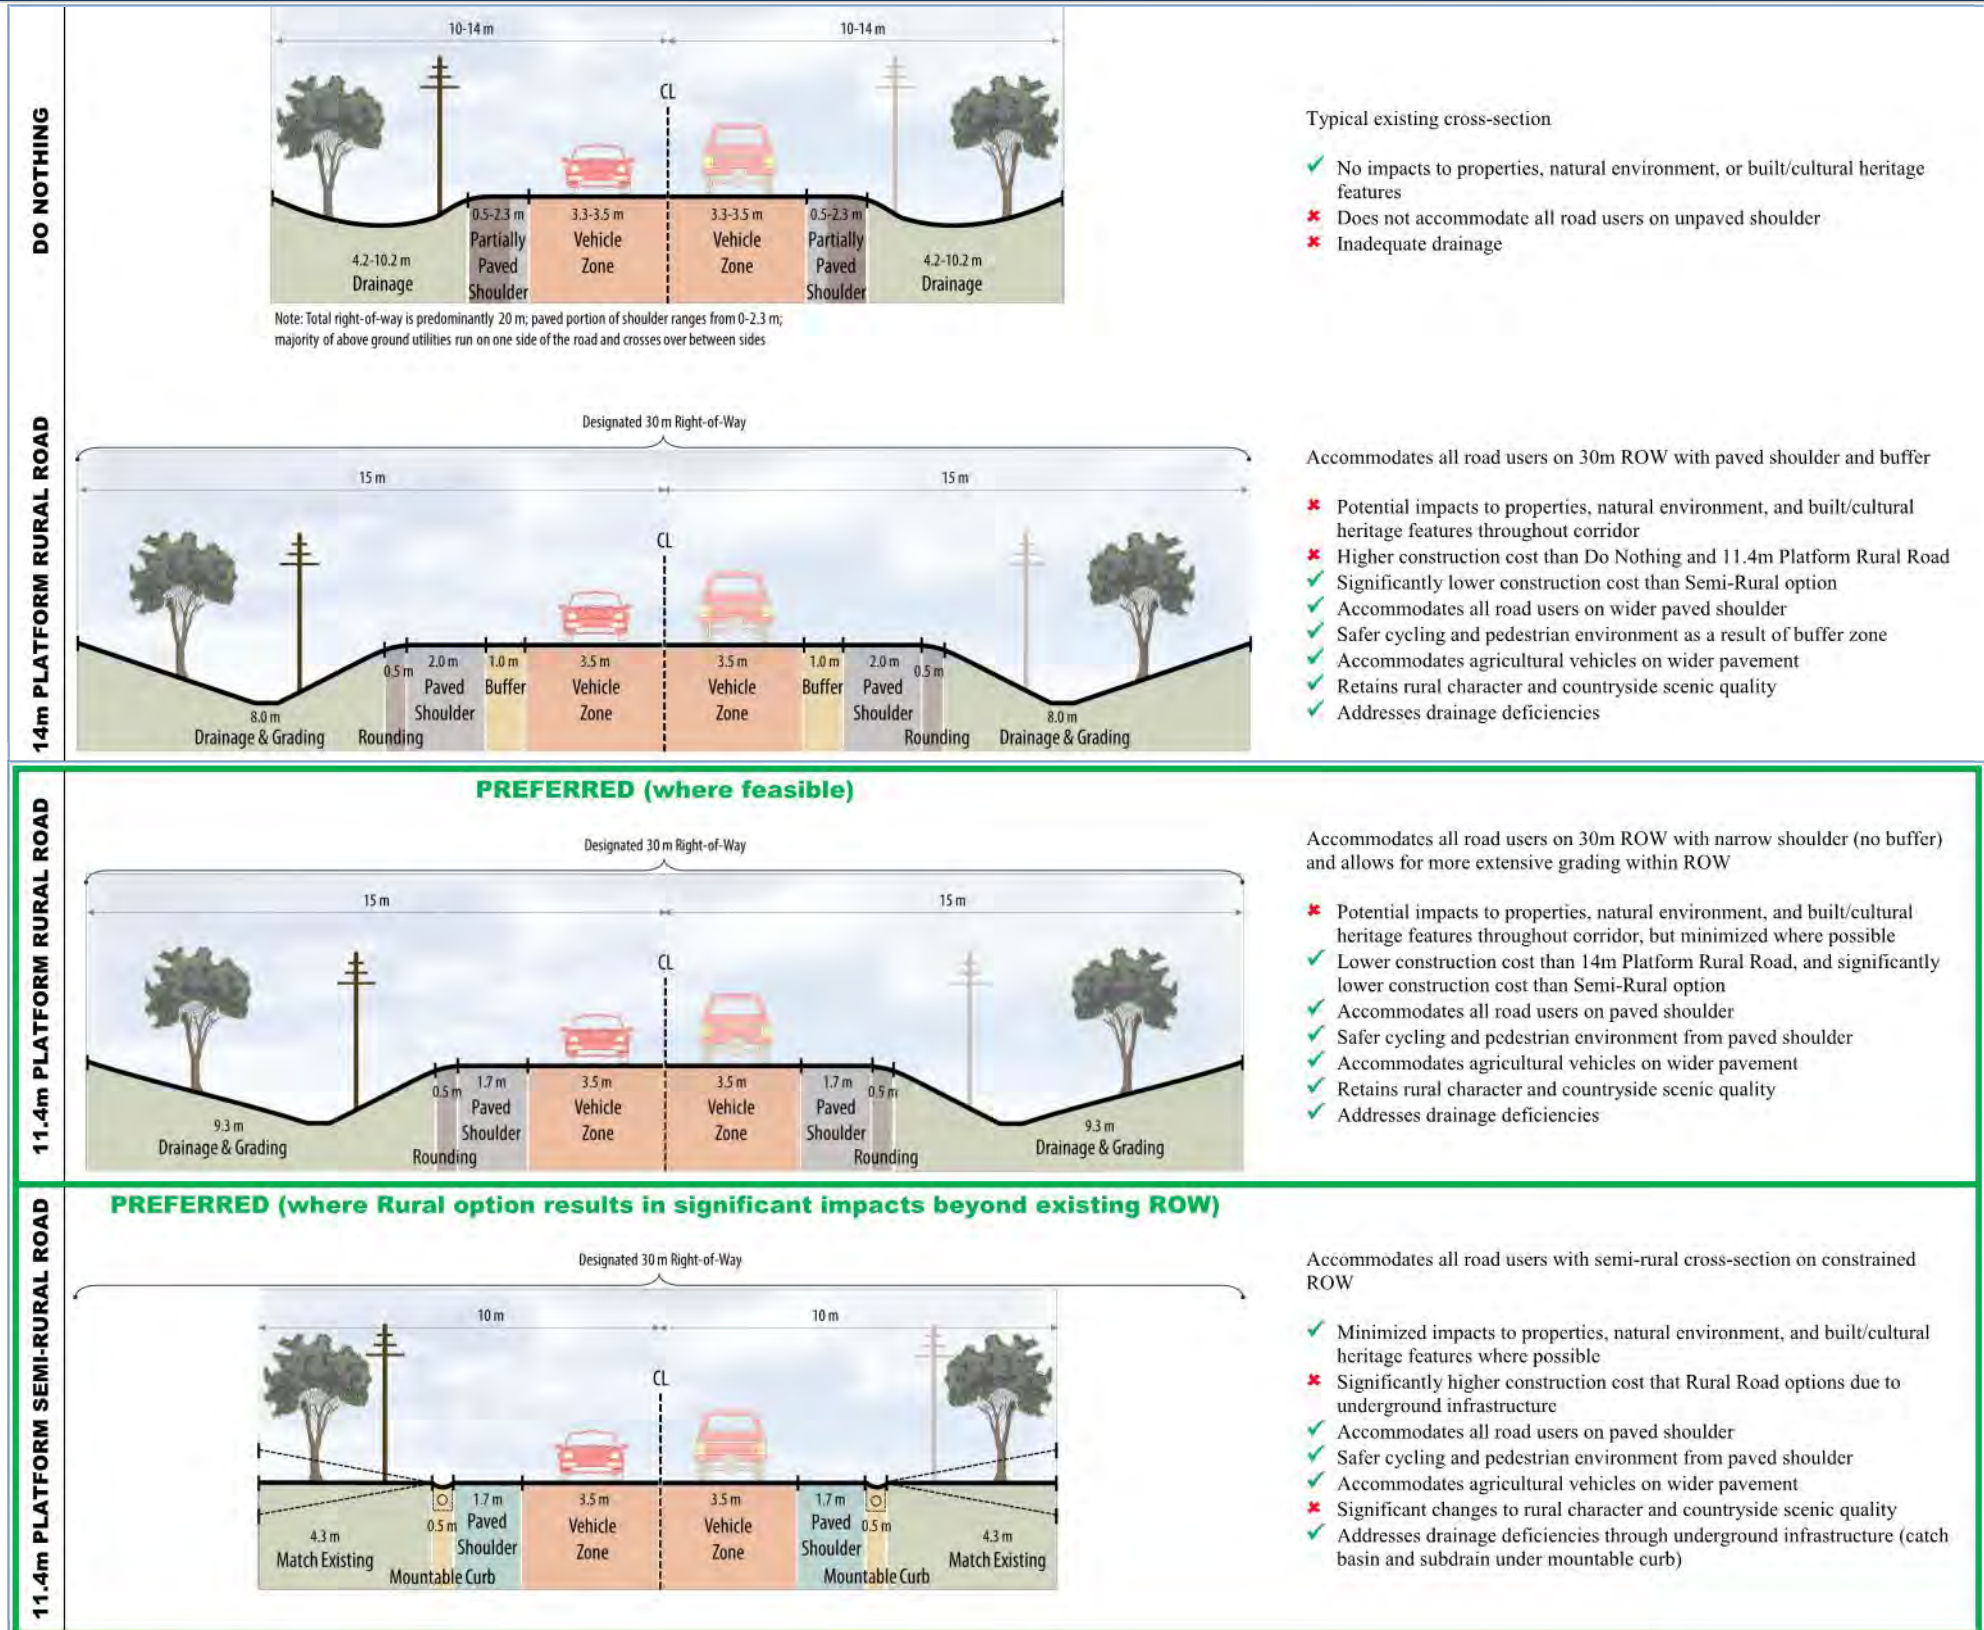 DO NOTHING
10-14 m
10-14 m
CL
0.5-2.3 m
Partially
Paved
Shoulder
3.3-3.5 m
Vehicle
Zone
3.3-3.5 m
Vehicle
Zone
0.5-2.3 m
Partially
Paved
Shoulder
4.2-10.2 m
Drainage
4.2-10.2 m
Drainage
Note: Total right-of-way is predominantly 20 m; paved portion of shoulder ranges from 0-2.3 m;
majority of above ground utilities run on one side of the road and crosses over between sides
Typical existing cross-section
✓ No impacts to properties, natural environment, or built/cultural heritage
features
✗ Does not accommodate all road users on unpaved shoulder
✗ Inadequate drainage
14m PLATFORM RURAL ROAD
Designated 30 m Right-of-Way
15 m
15 m
CL
8.0 m
Drainage & Grading
0.5 m
Rounding
2.0 m
Paved
Shoulder
1.0 m
Buffer
3.5 m
Vehicle
Zone
3.5 m
Vehicle
Zone
1.0 m
Buffer
2.0 m
Paved
Shoulder
0.5 m
Rounding
8.0 m
Drainage & Grading
Accommodates all road users on 30m ROW with paved shoulder and buffer
✗ Potential impacts to properties, natural environment, and built/cultural
heritage features throughout corridor
✗ Higher construction cost than Do Nothing and 11.4m Platform Rural Road
✓ Significantly lower construction cost than Semi-Rural option
✓ Accommodates all road users on wider paved shoulder
✓ Safer cycling and pedestrian environment as a result of buffer zone
✓ Accommodates agricultural vehicles on wider pavement
✓ Retains rural character and countryside scenic quality
✓ Addresses drainage deficiencies
11.4m PLATFORM RURAL ROAD
PREFERRED (where feasible)
Designated 30 m Right-of-Way
15 m
15 m
CL
9.3 m
Drainage & Grading
0.5 m
Rounding
1.7 m
Paved
Shoulder
3.5 m
Vehicle
Zone
3.5 m
Vehicle
Zone
1.7 m
Paved
Shoulder
0.5 m
Rounding
9.3 m
Drainage & Grading
Accommodates all road users on 30m ROW with narrow shoulder (no buffer)
and allows for more extensive grading within ROW
✗ Potential impacts to properties, natural environment, and built/cultural
heritage features throughout corridor, but minimized where possible
✓ Lower construction cost than 14m Platform Rural Road, and significantly
lower construction cost than Semi-Rural option
✓ Accommodates all road users on paved shoulder
✓ Safer cycling and pedestrian environment from paved shoulder
✓ Accommodates agricultural vehicles on wider pavement
✓ Retains rural character and countryside scenic quality
✓ Addresses drainage deficiencies
11.4m PLATFORM SEMI-RURAL ROAD
PREFERRED (where Rural option results in significant impacts beyond existing ROW)
Designated 30 m Right-of-Way
10 m
10 m
CL
4.3 m
Match Existing
0.5 m
Mountable Curb
1.7 m
Paved
Shoulder
3.5 m
Vehicle
Zone
3.5 m
Vehicle
Zone
1.7 m
Paved
Shoulder
0.5 m
Mountable Curb
4.3 m
Match Existing
Accommodates all road users with semi-rural cross-section on constrained
ROW
✓ Minimized impacts to properties, natural environment, and built/cultural
heritage features where possible
✗ Significantly higher construction cost that Rural Road options due to
underground infrastructure
✓ Accommodates all road users on paved shoulder
✓ Safer cycling and pedestrian environment from paved shoulder
✓ Accommodates agricultural vehicles on wider pavement
✗ Significant changes to rural character and countryside scenic quality
✓ Addresses drainage deficiencies through underground infrastructure (catch
basin and subdrain under mountable curb)